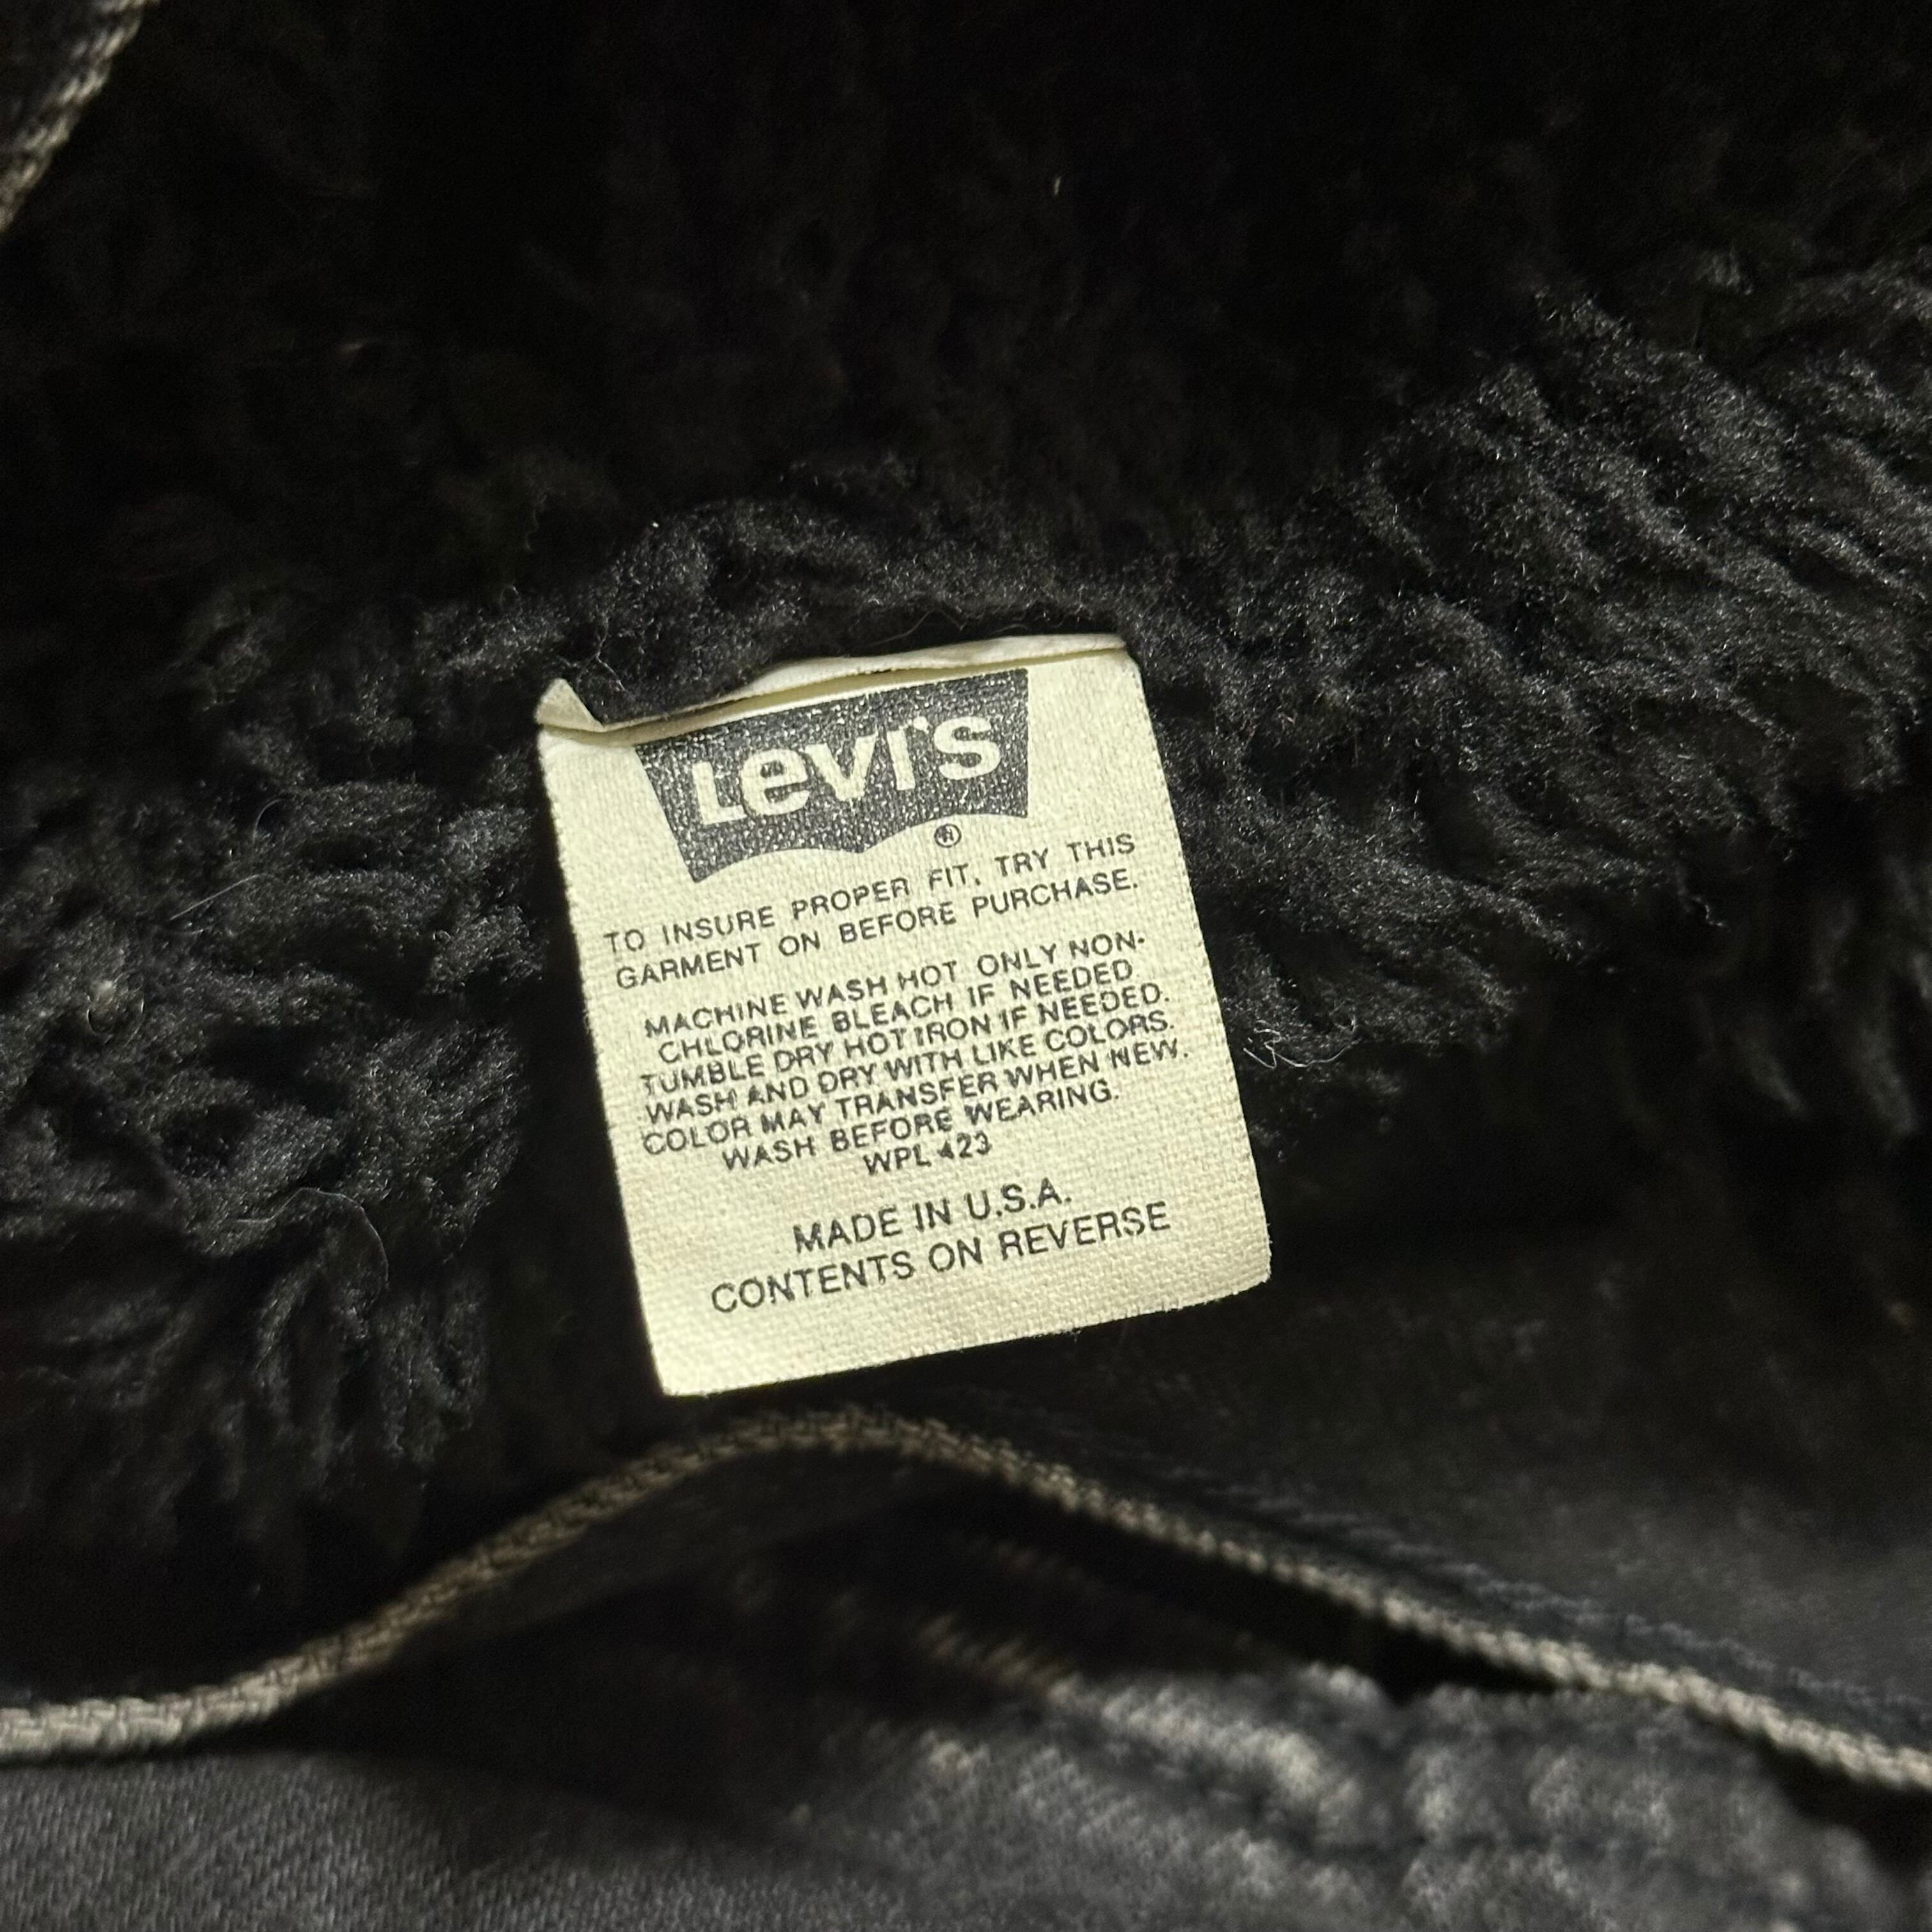 Levi's
®
TO INSURE PROPER FIT, TRY THIS
GARMENT ON BEFORE PURCHASE.
MACHINE WASH HOT ONLY NON-
CHLORINE BLEACH IF NEEDED
TUMBLE DRY HOT IRON IF NEEDED.
WASH AND DRY WITH LIKE COLORS.
COLOR MAY TRANSFER WHEN NEW.
WASH BEFORE WEARING.
WPL 423
MADE IN U.S.A.
CONTENTS ON REVERSE